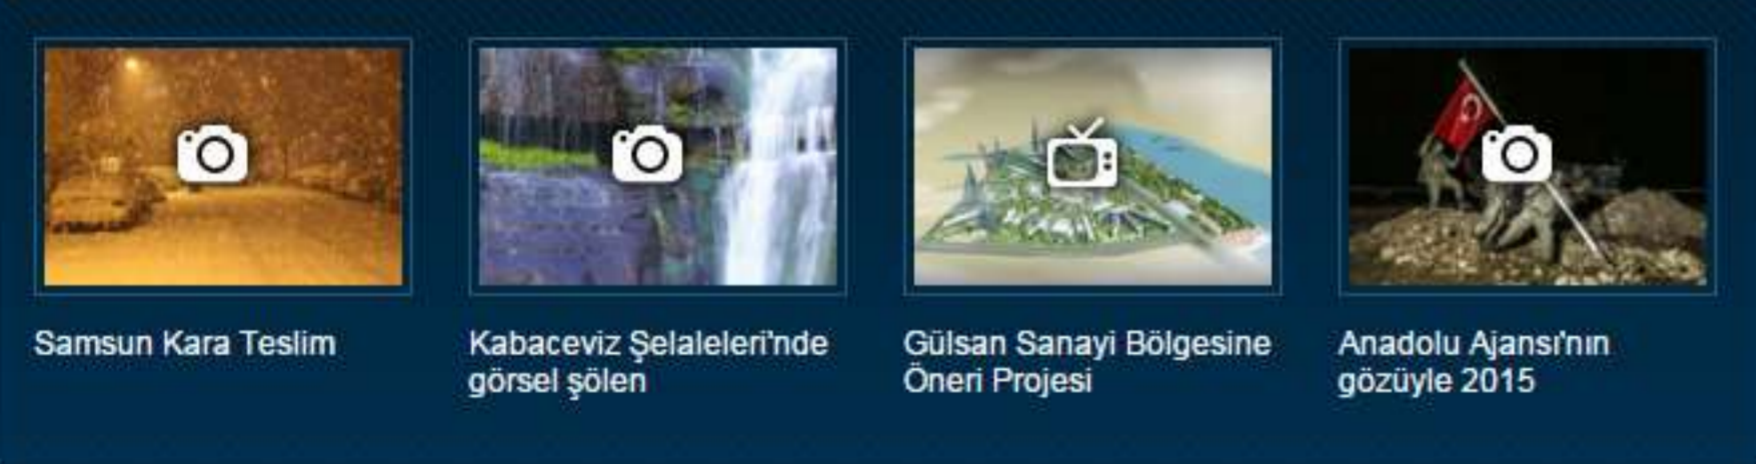 Samsun Kara Teslim
Kabaceviz Şelaleleri'nde
görsel şölen
Gülsan Sanayi Bölgesine
Öneri Projesi
Anadolu Ajansı'nın
gözüyle 2015